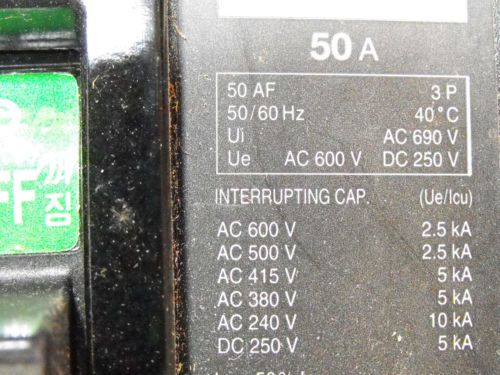 50 A
50 AF 3 P
50/60 Hz 40°C
Ui AC 690 V
Ue AC 600 V DC 250 V
INTERRUPTING CAP. (Ue/Icu)
AC 600 V 2.5 kA
AC 500 V 2.5 kA
AC 415 V 5 kA
AC 380 V 5 kA
AC 240 V 10 kA
DC 250 V 5 kA
FF 짐